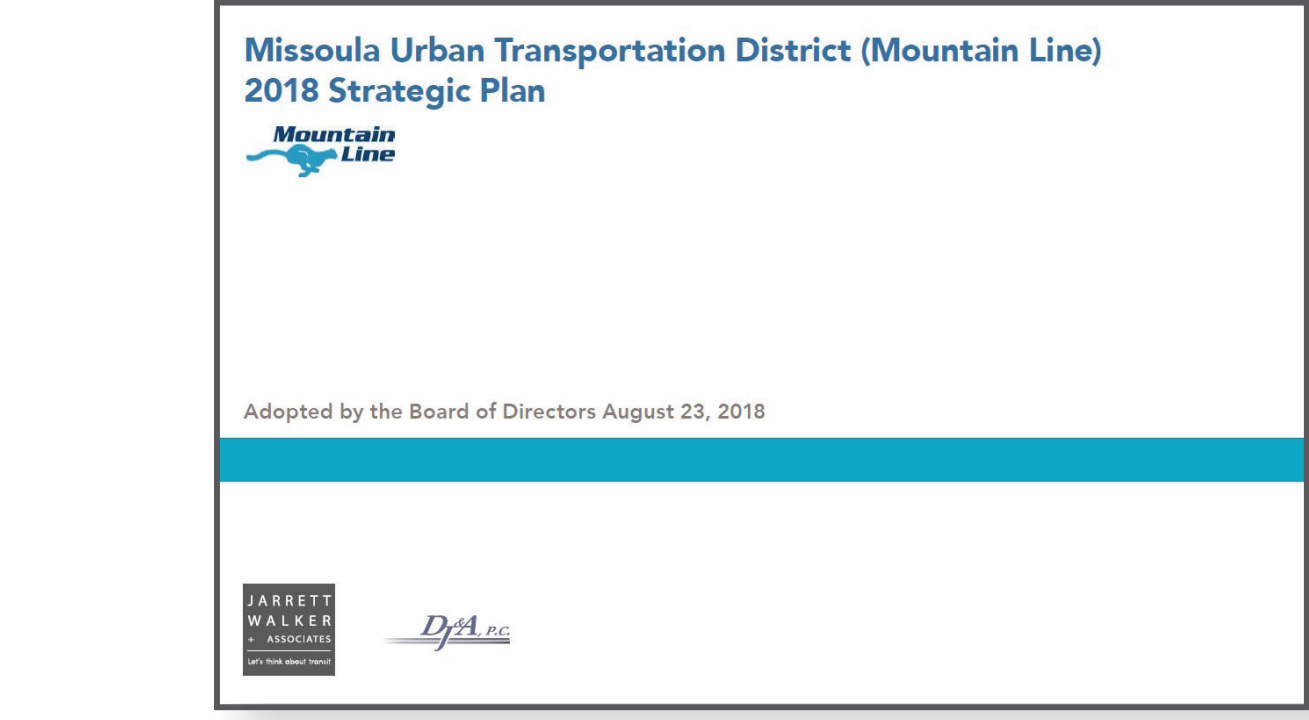 Missoula Urban Transportation District (Mountain Line)
2018 Strategic Plan
Mountain
Line
Adopted by the Board of Directors August 23, 2018
JARRETT
WALKER
+ ASSOCIATES
Let's think about transit
DJ&A, P.C.